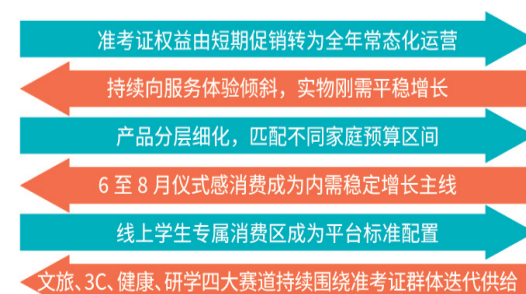 准考证权益由短期促销转为全年常态化运营
持续向服务体验倾斜，实物刚需平稳增长
产品分层细化，匹配不同家庭预算区间
6 至 8 月仪式感消费成为内需稳定增长主线
线上学生专属消费区成为平台标准配置
文旅、3C、健康、研学四大赛道持续围绕准考证群体迭代供给